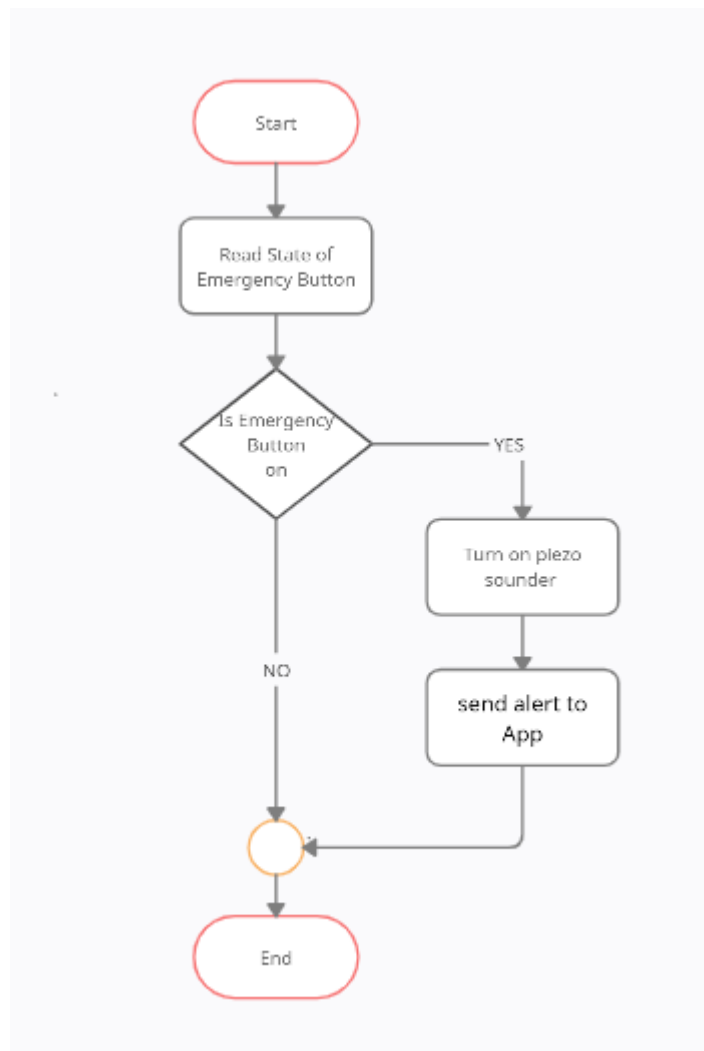 Start
Read State of
Emergency Button
Is Emergency
Button
on
YES
Turn on piezo
sounder
send alert to
App
NO
End